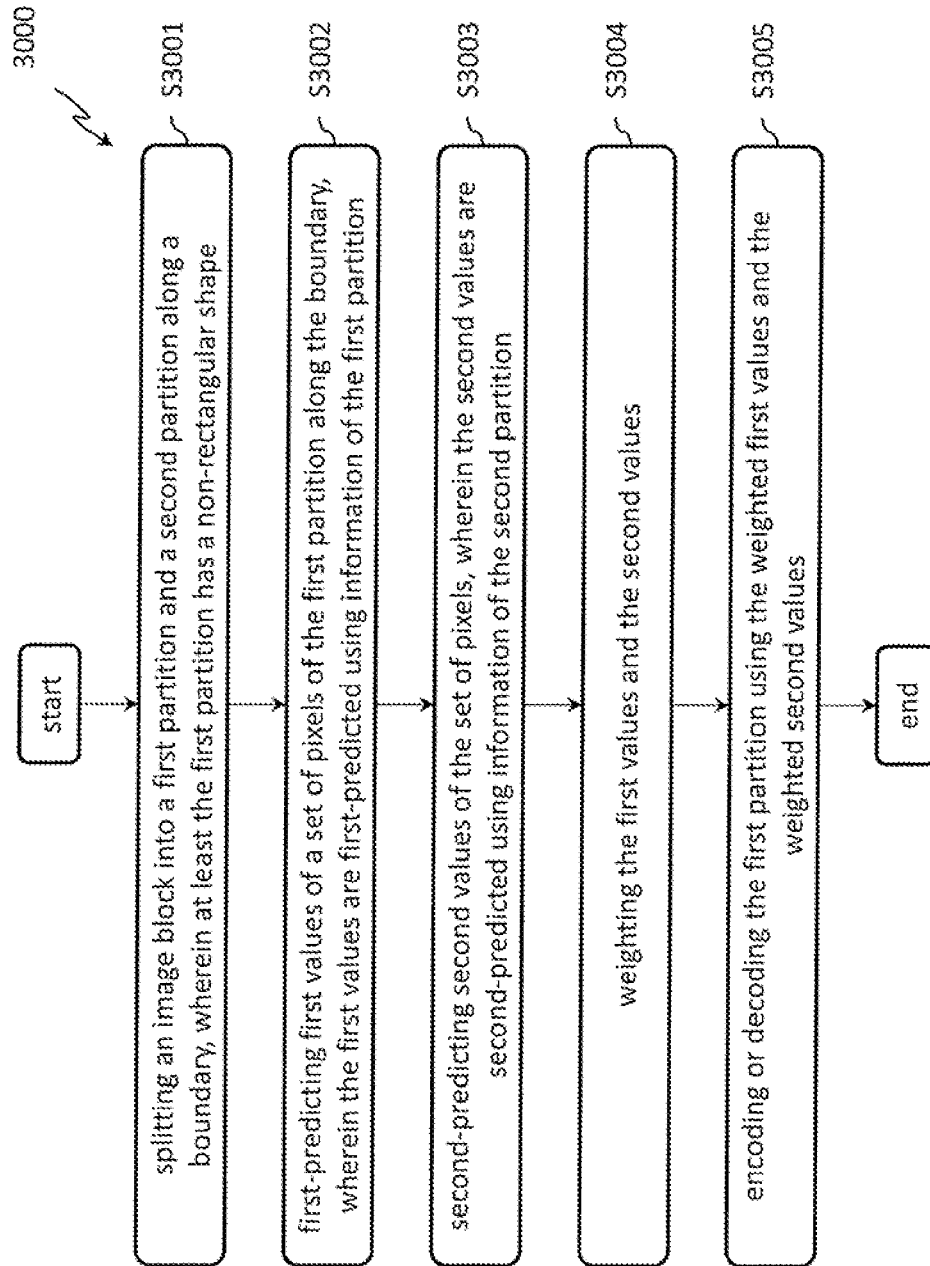 3000
start
splitting an image block into a first partition and a second partition along a
boundary, wherein at least the first partition has a non-rectangular shape
S3001
first-predicting first values of a set of pixels of the first partition along the boundary,
wherein the first values are first-predicted using information of the first partition
S3002
second-predicting second values of the set of pixels, wherein the second values are
second-predicted using information of the second partition
S3003
weighting the first values and the second values
S3004
encoding or decoding the first partition using the weighted first values and the
weighted second values
S3005
end